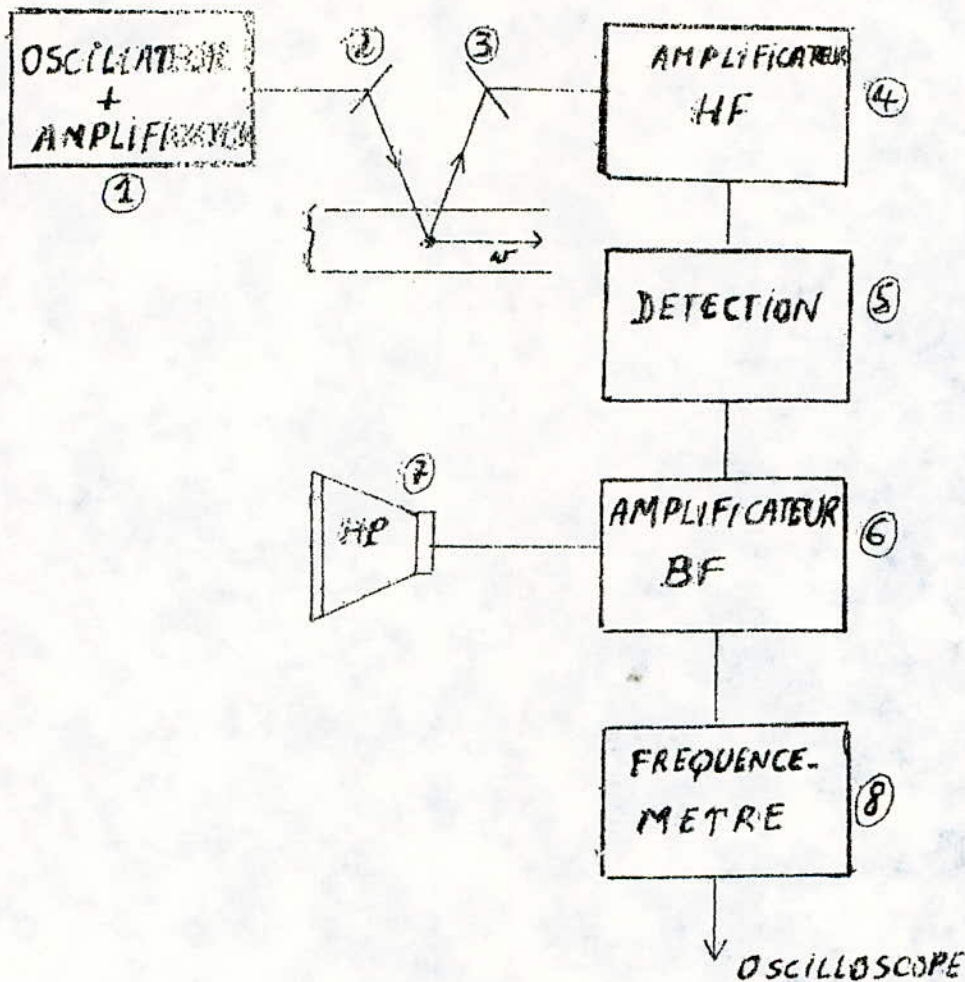 OSCILLATEUR
+
AMPLIFICATEUR
①
②
③
AMPLIFICATEUR
HF
④
DETECTION
⑤
⑦
HP
AMPLIFICATEUR
BF
⑥
FREQUENCE-
METRE
⑧
OSCILLOSCOPE